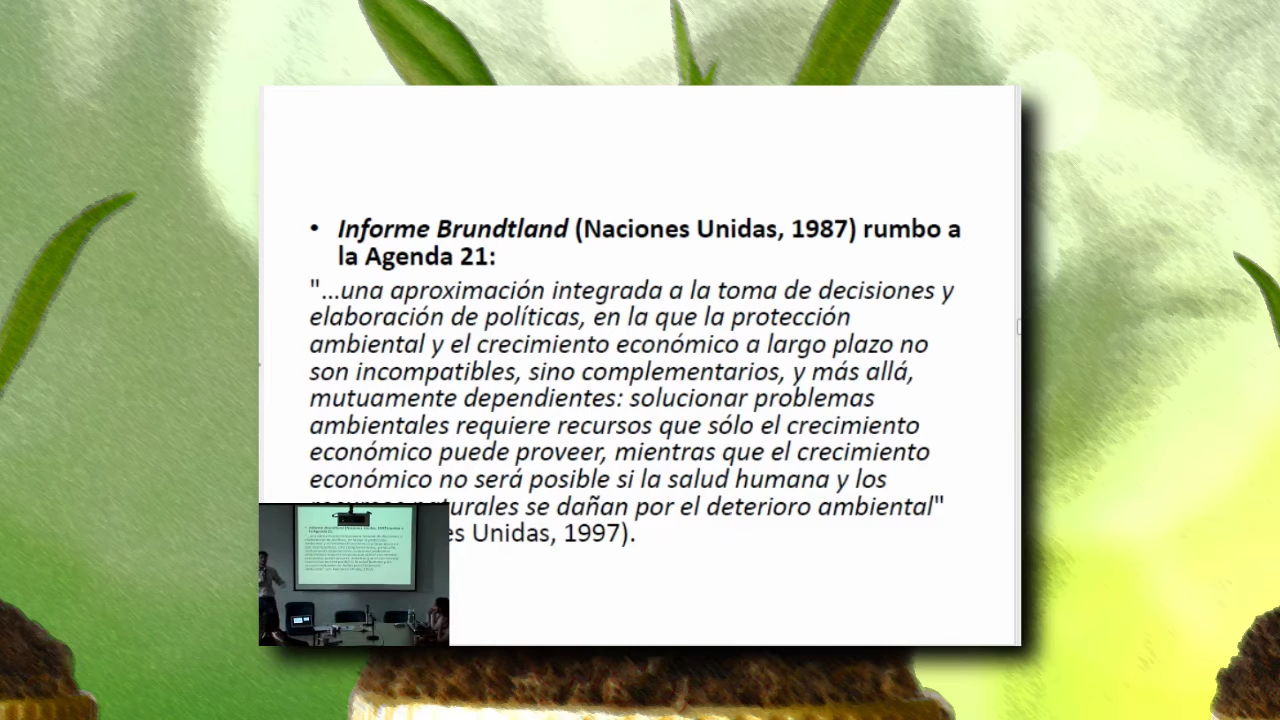 • Informe Brundtland (Naciones Unidas, 1987) rumbo a
la Agenda 21:
"...una aproximación integrada a la toma de decisiones y
elaboración de políticas, en la que la protección
ambiental y el crecimiento económico a largo plazo no
son incompatibles, sino complementarios, y más allá,
mutuamente dependientes: solucionar problemas
ambientales requiere recursos que sólo el crecimiento
económico puede proveer, mientras que el crecimiento
económico no será posible si la salud humana y los
se dañan por el deterioro ambiental"
Unidas, 1997).